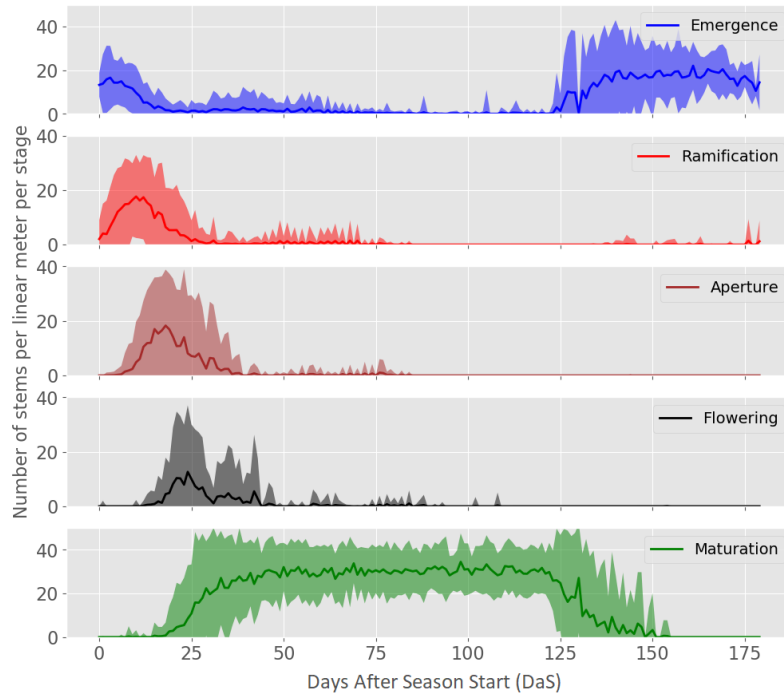 Number of stems per linear meter per stage
40
20
0
Emergence
40
20
0
Ramification
40
20
0
Aperture
40
20
0
Flowering
40
20
0
Maturation
0 25 50 75 100 125 150 175
Days After Season Start (DaS)